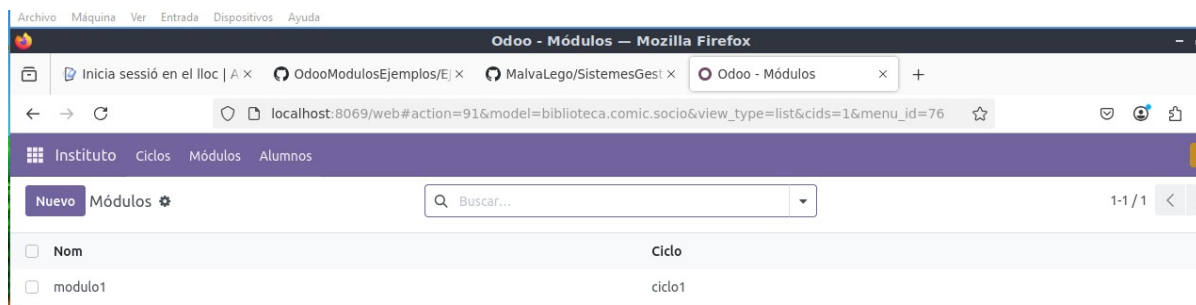 Archivo Máquina Ver Entrada Dispositivos Ayuda
Odoo - Módulos — Mozilla Firefox
Inicia sessió en el lloc | A OdooModulosEjemplos/E MalvaLego/SistemesGest Odoo - Módulos
localhost:8069/web#action=91&model=biblioteca.comic.socio&view_type=list&cids=1&menu_id=76
Instituto Ciclos Módulos Alumnos
Nuevo Módulos Buscar... 1-1 / 1
Nom Ciclo
modulo1 ciclo1